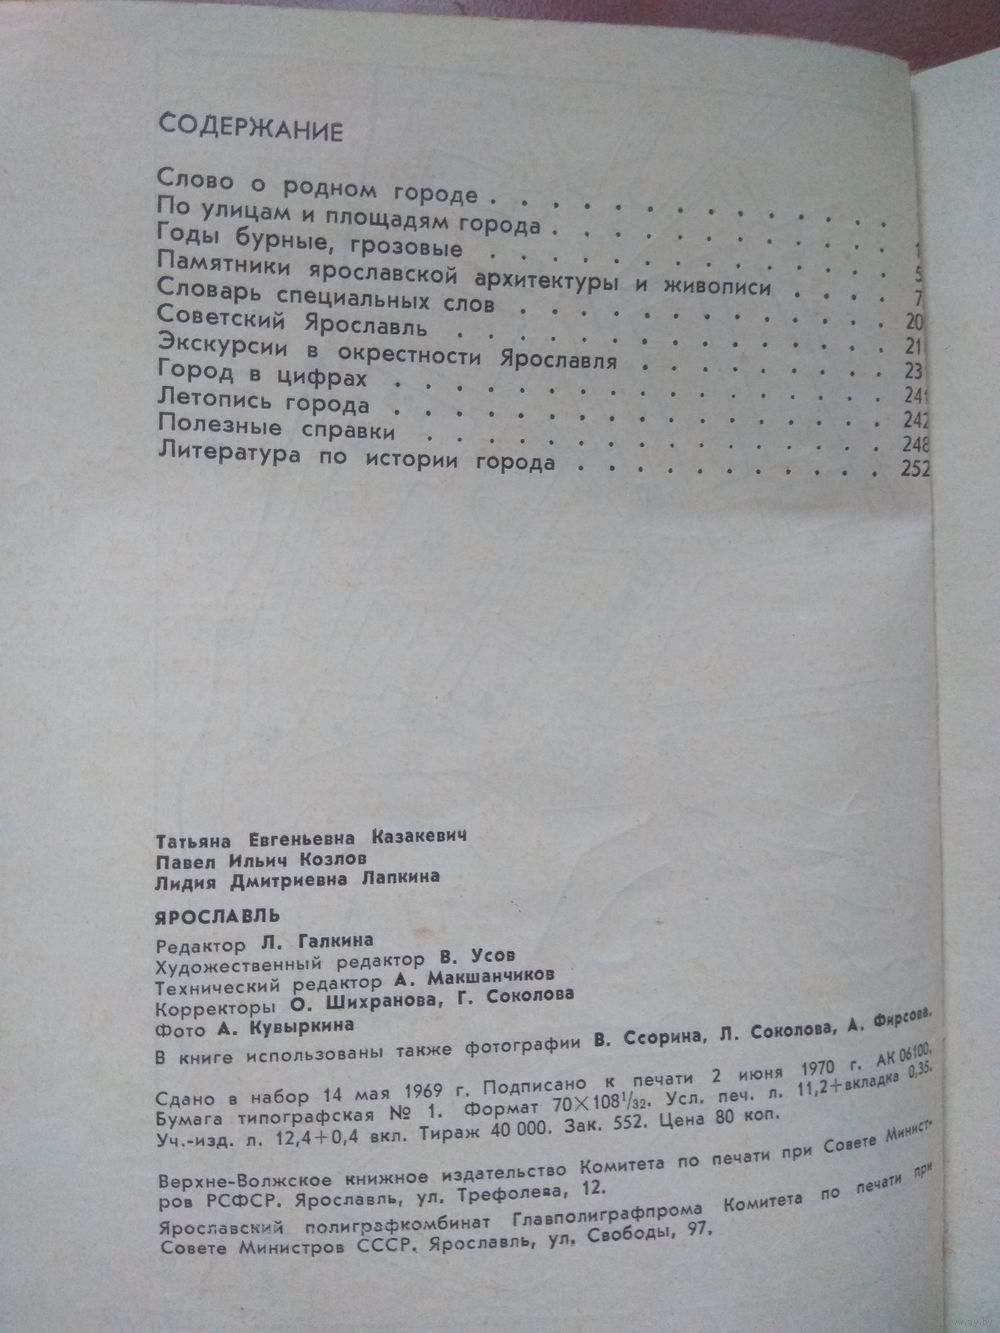 СОДЕРЖАНИЕ
Слово о родном городе . . . . . . . . . . . . . .
По улицам и площадям города . . . . . . . . . . . . 1
Годы бурные, грозовые . . . . . . . . . . . . . . 5
Памятники ярославской архитектуры и живописи . . . . 7
Словарь специальных слов . . . . . . . . . . . . . 20
Советский Ярославль . . . . . . . . . . . . . . . 21
Экскурсии в окрестности Ярославля . . . . . . . . . 23
Город в цифрах . . . . . . . . . . . . . . . . . 241
Летопись города . . . . . . . . . . . . . . . . . 242
Полезные справки . . . . . . . . . . . . . . . . 248
Литература по истории города . . . . . . . . . . . 252
Татьяна Евгеньевна Казакевич
Павел Ильич Козлов
Лидия Дмитриевна Лапкина
ЯРОСЛАВЛЬ
Редактор Л. Галкина
Художественный редактор В. Усов
Технический редактор А. Макшанчиков
Корректоры О. Шихранова, Г. Соколова
Фото А. Кувыркина
В книге использованы также фотографии В. Ссорина, Л. Соколова, А. Фирсова.
Сдано в набор 14 мая 1969 г. Подписано к печати 2 июня 1970 г. АК 06100.
Бумага типографская № 1. Формат 70×108¹/₃₂. Усл. печ. л. 11,2+вкладка 0,35.
Уч.-изд. л. 12,4+0,4 вкл. Тираж 40 000. Зак. 552. Цена 80 коп.
Верхне-Волжское книжное издательство Комитета по печати при Совете Минист-
ров РСФСР. Ярославль, ул. Трефолева, 12.
Ярославский полиграфкомбинат Главполиграфпрома Комитета по печати при
Совете Министров СССР. Ярославль, ул. Свободы, 97.